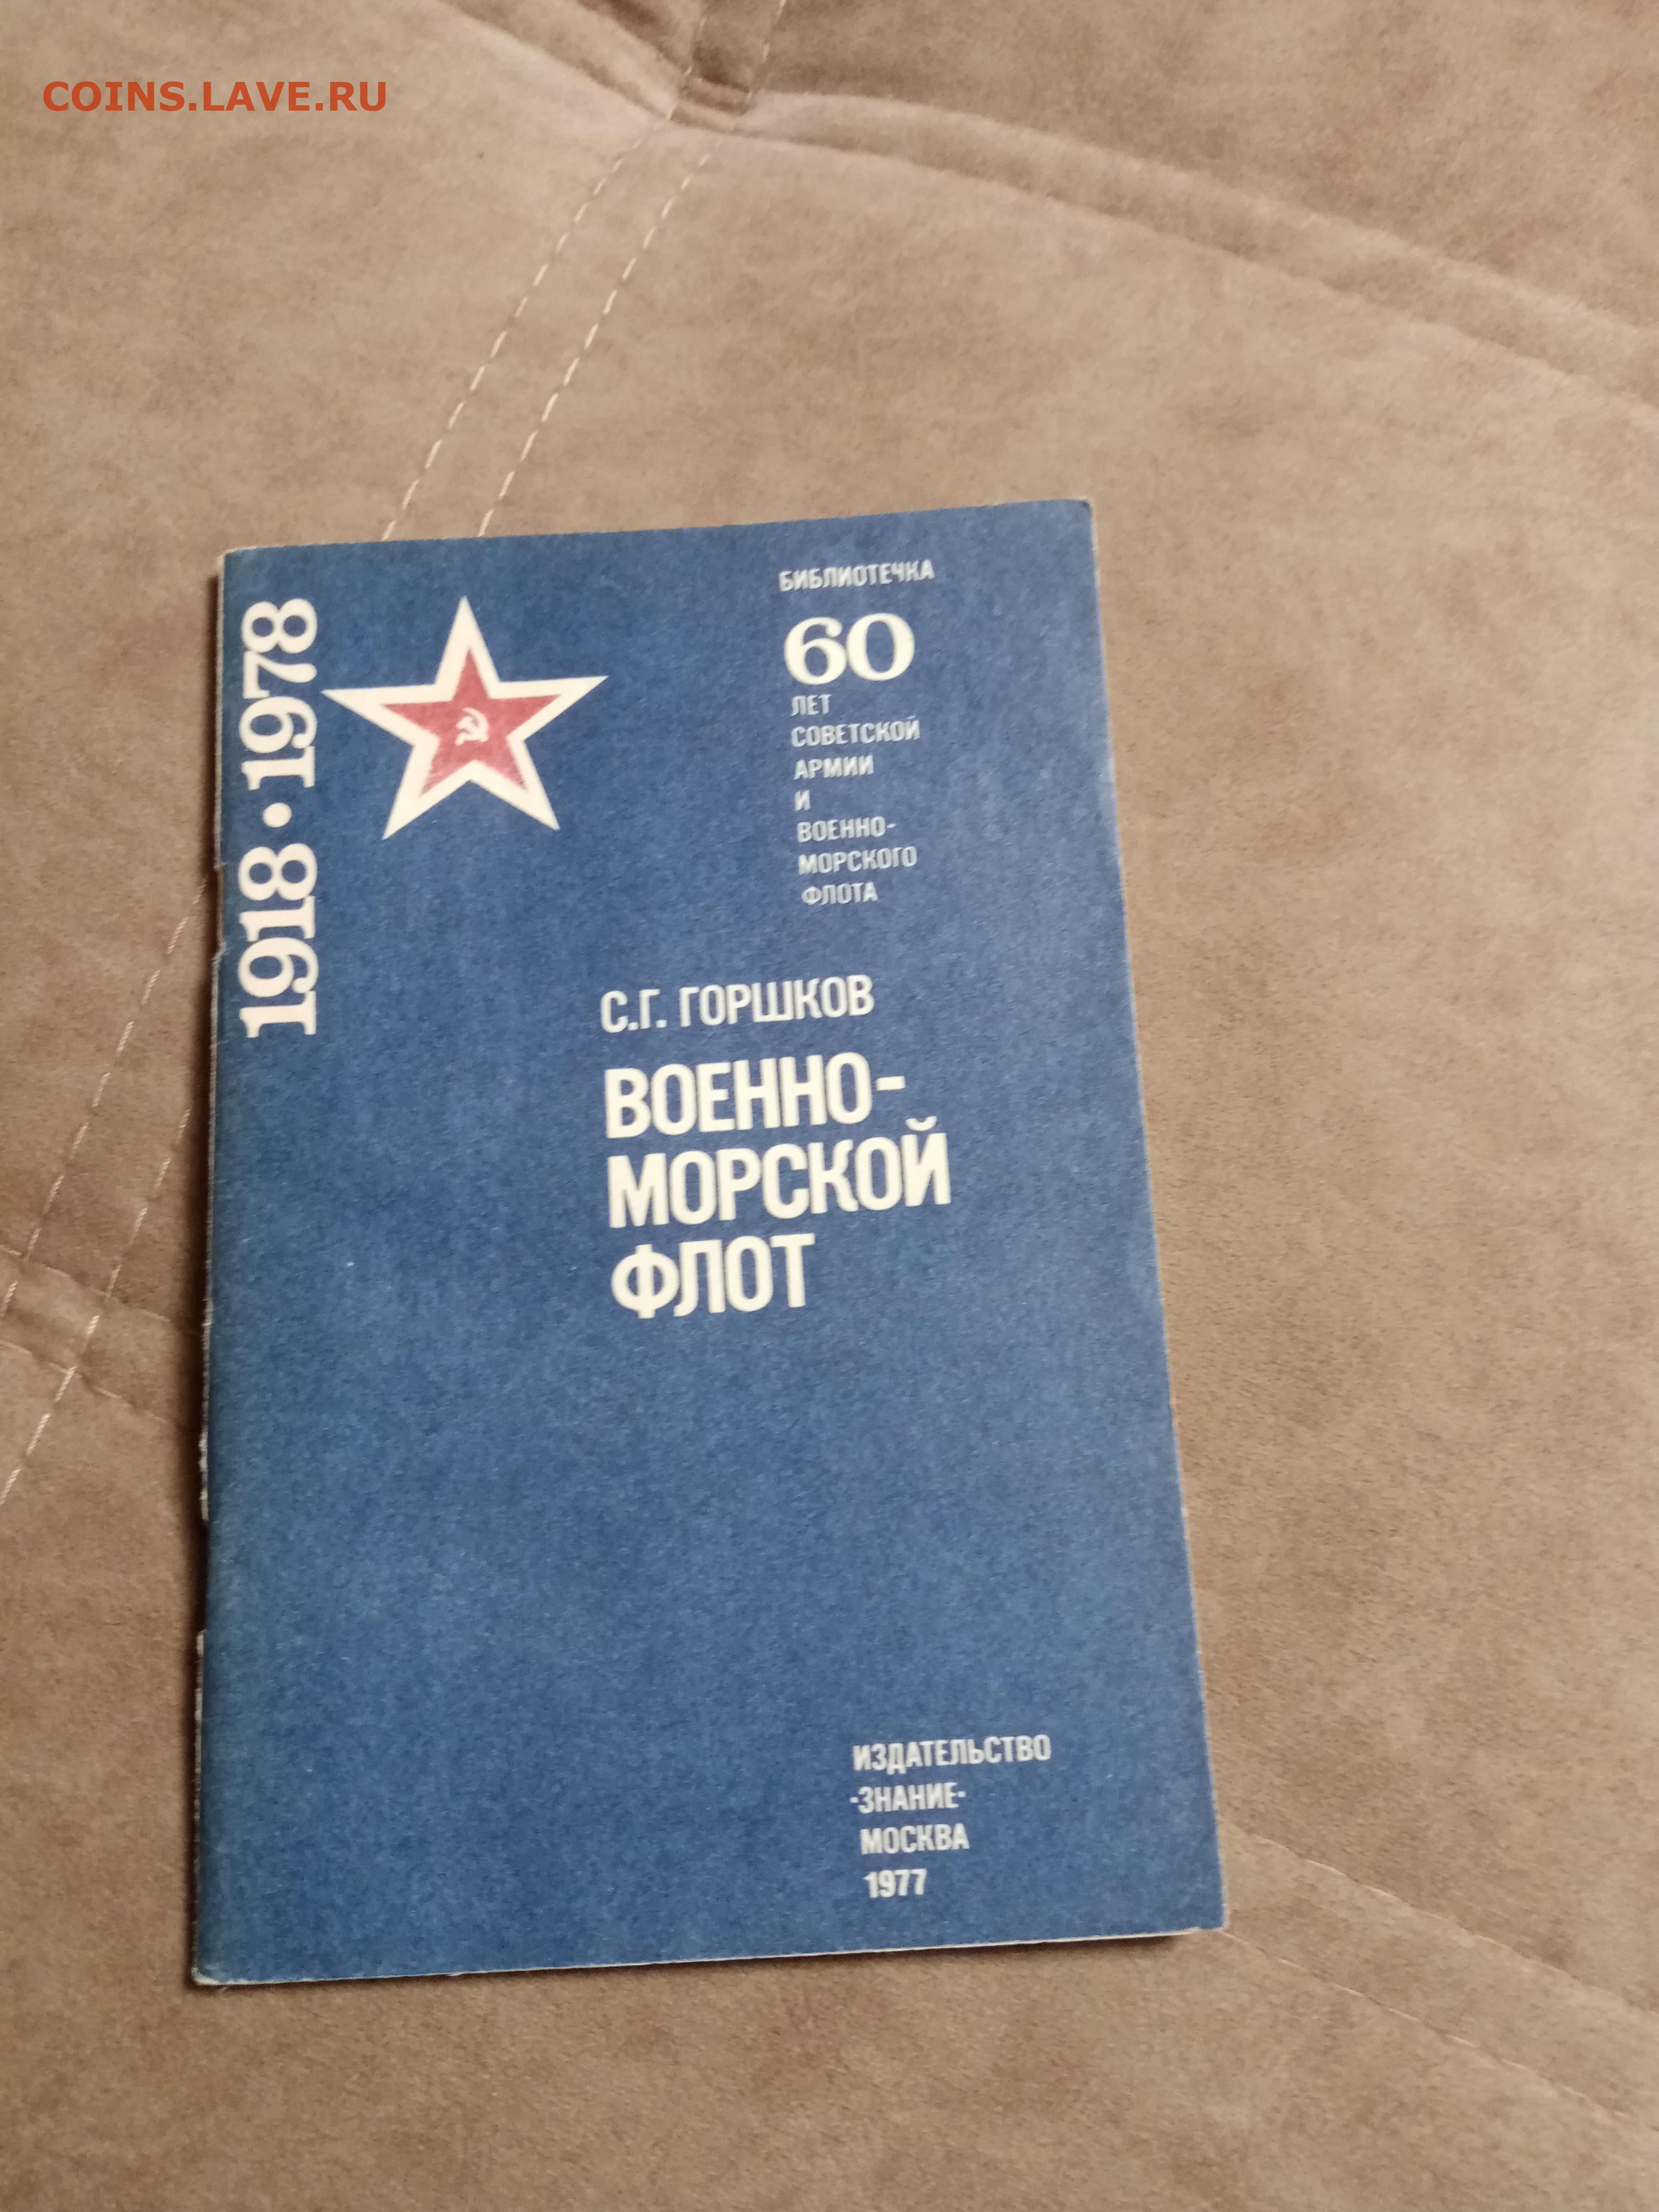 COINS.LAVE.RU
1918·1978
БИБЛИОТЕЧКА
60
ЛЕТ
СОВЕТСКОЙ
АРМИИ
И
ВОЕННО-
МОРСКОГО
ФЛОТА
С.Г. ГОРШКОВ
ВОЕННО-
МОРСКОЙ
ФЛОТ
ИЗДАТЕЛЬСТВО
·ЗНАНИЕ·
МОСКВА
1977